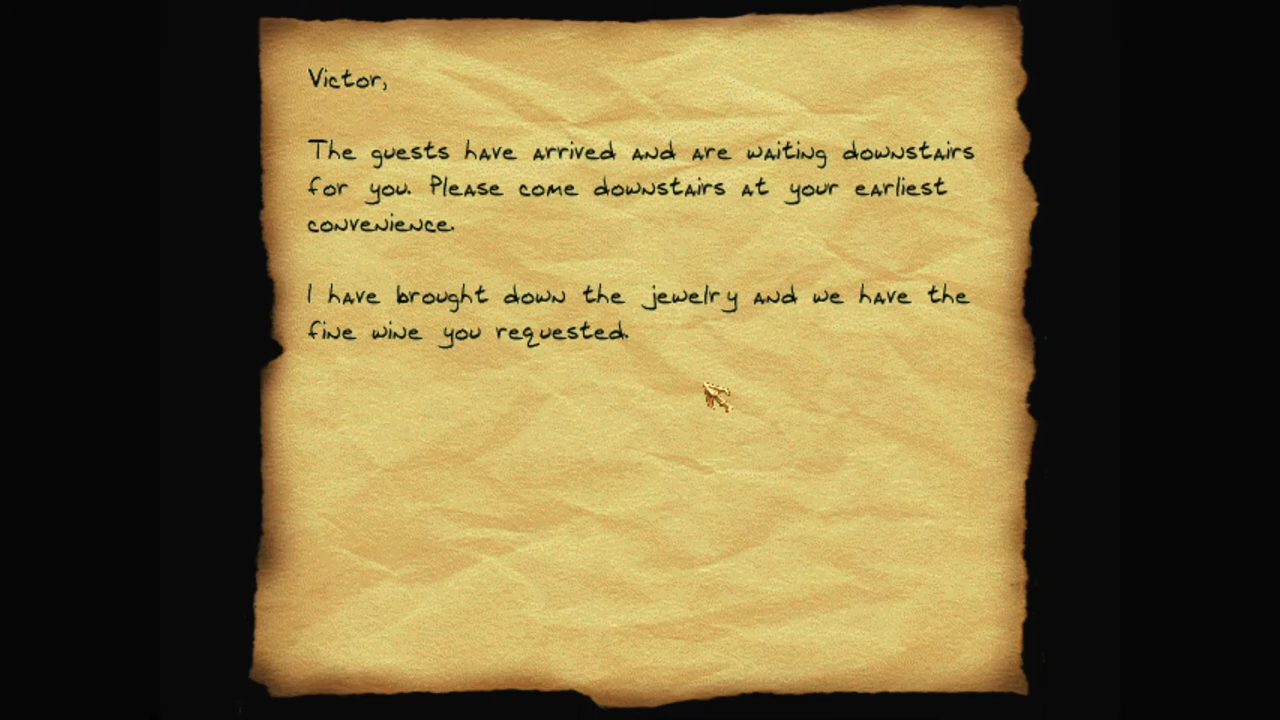 Victor,
The guests have arrived and are waiting downstairs
for you. Please come downstairs at your earliest
convenience.
I have brought down the jewelry and we have the
fine wine you requested.